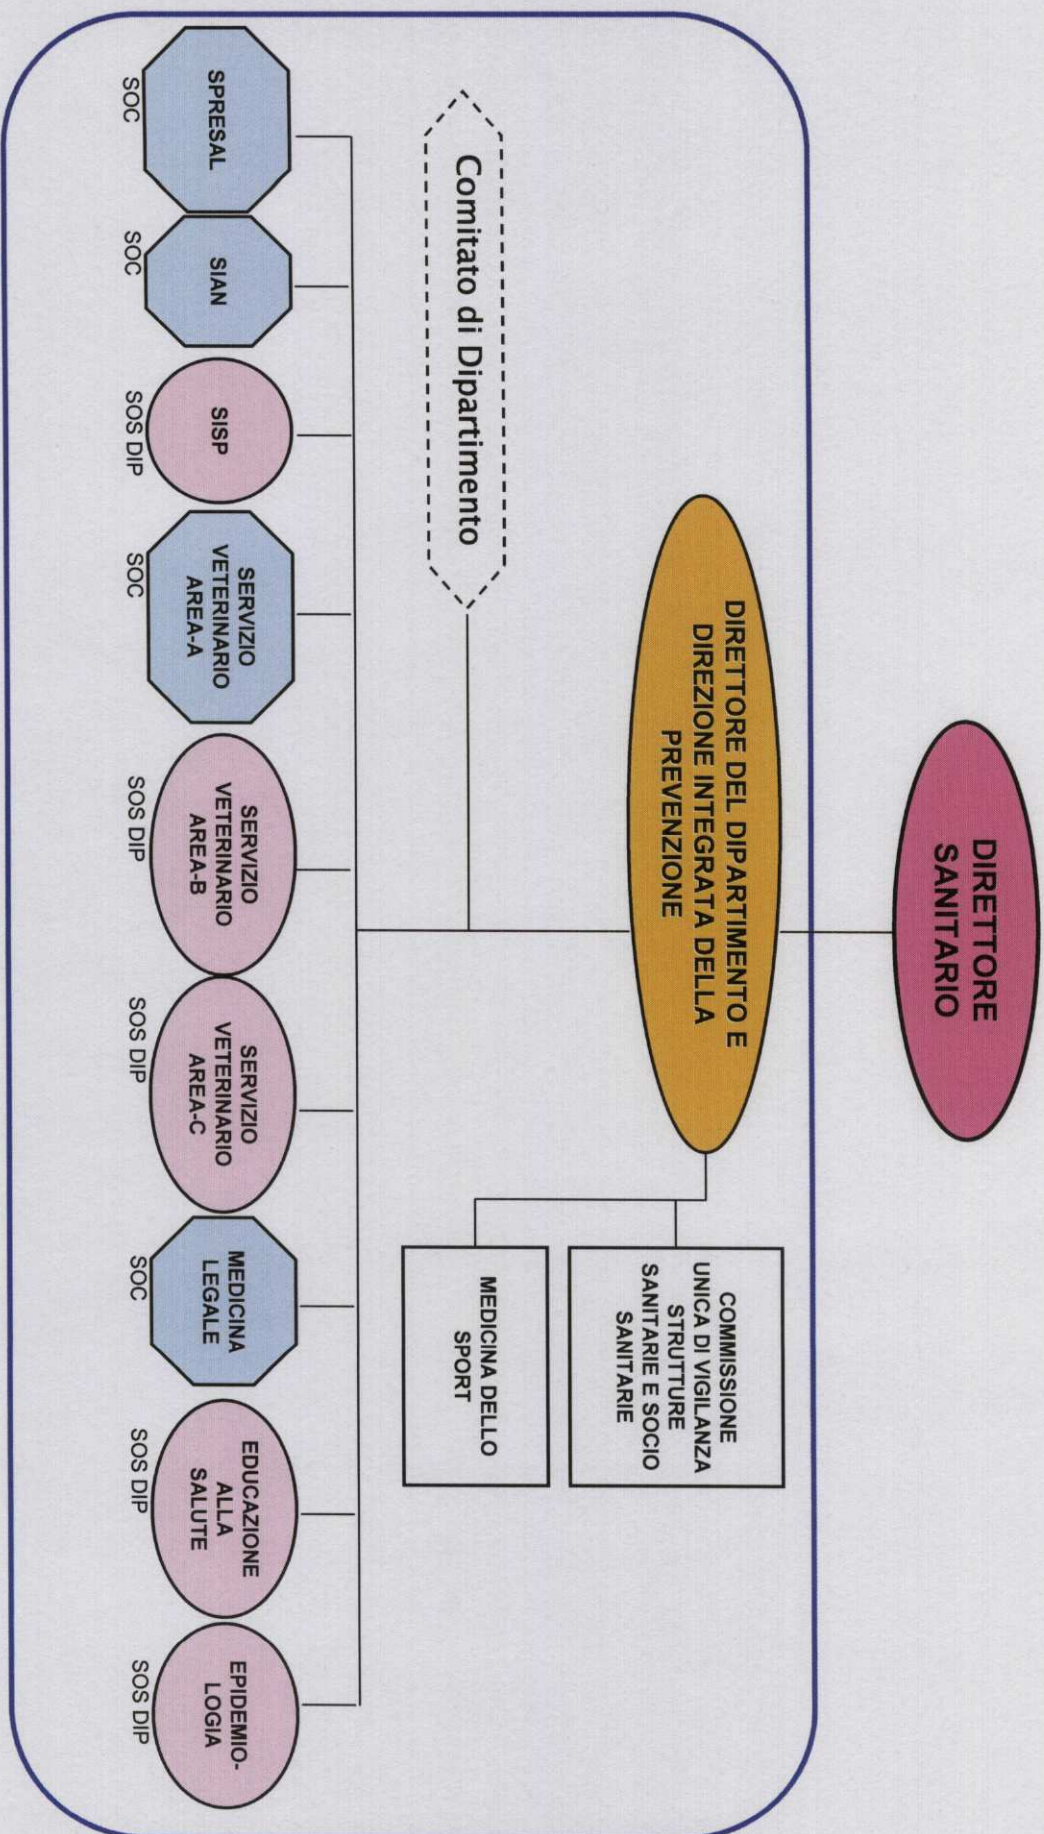 DIRETTORE
SANITARIO
DIRETTORE DEL DIPARTIMENTO E
DIREZIONE INTEGRATA DELLA
PREVENZIONE
COMMISSIONE
UNICA DI VIGILANZA
STRUTTURE
SANITARIE E SOCIO
SANITARIE
MEDICINA DELLO
SPORT
Comitato di Dipartimento
SPRESAL
SOC
SIAN
SOC
SISP
SOS DIP
SERVIZIO
VETERINARIO
AREA-A
SOC
SERVIZIO
VETERINARIO
AREA-B
SOS DIP
SERVIZIO
VETERINARIO
AREA-C
SOS DIP
MEDICINA
LEGALE
SOC
EDUCAZIONE
ALLA
SALUTE
SOS DIP
EPIDEMIO-
LOGIA
SOS DIP